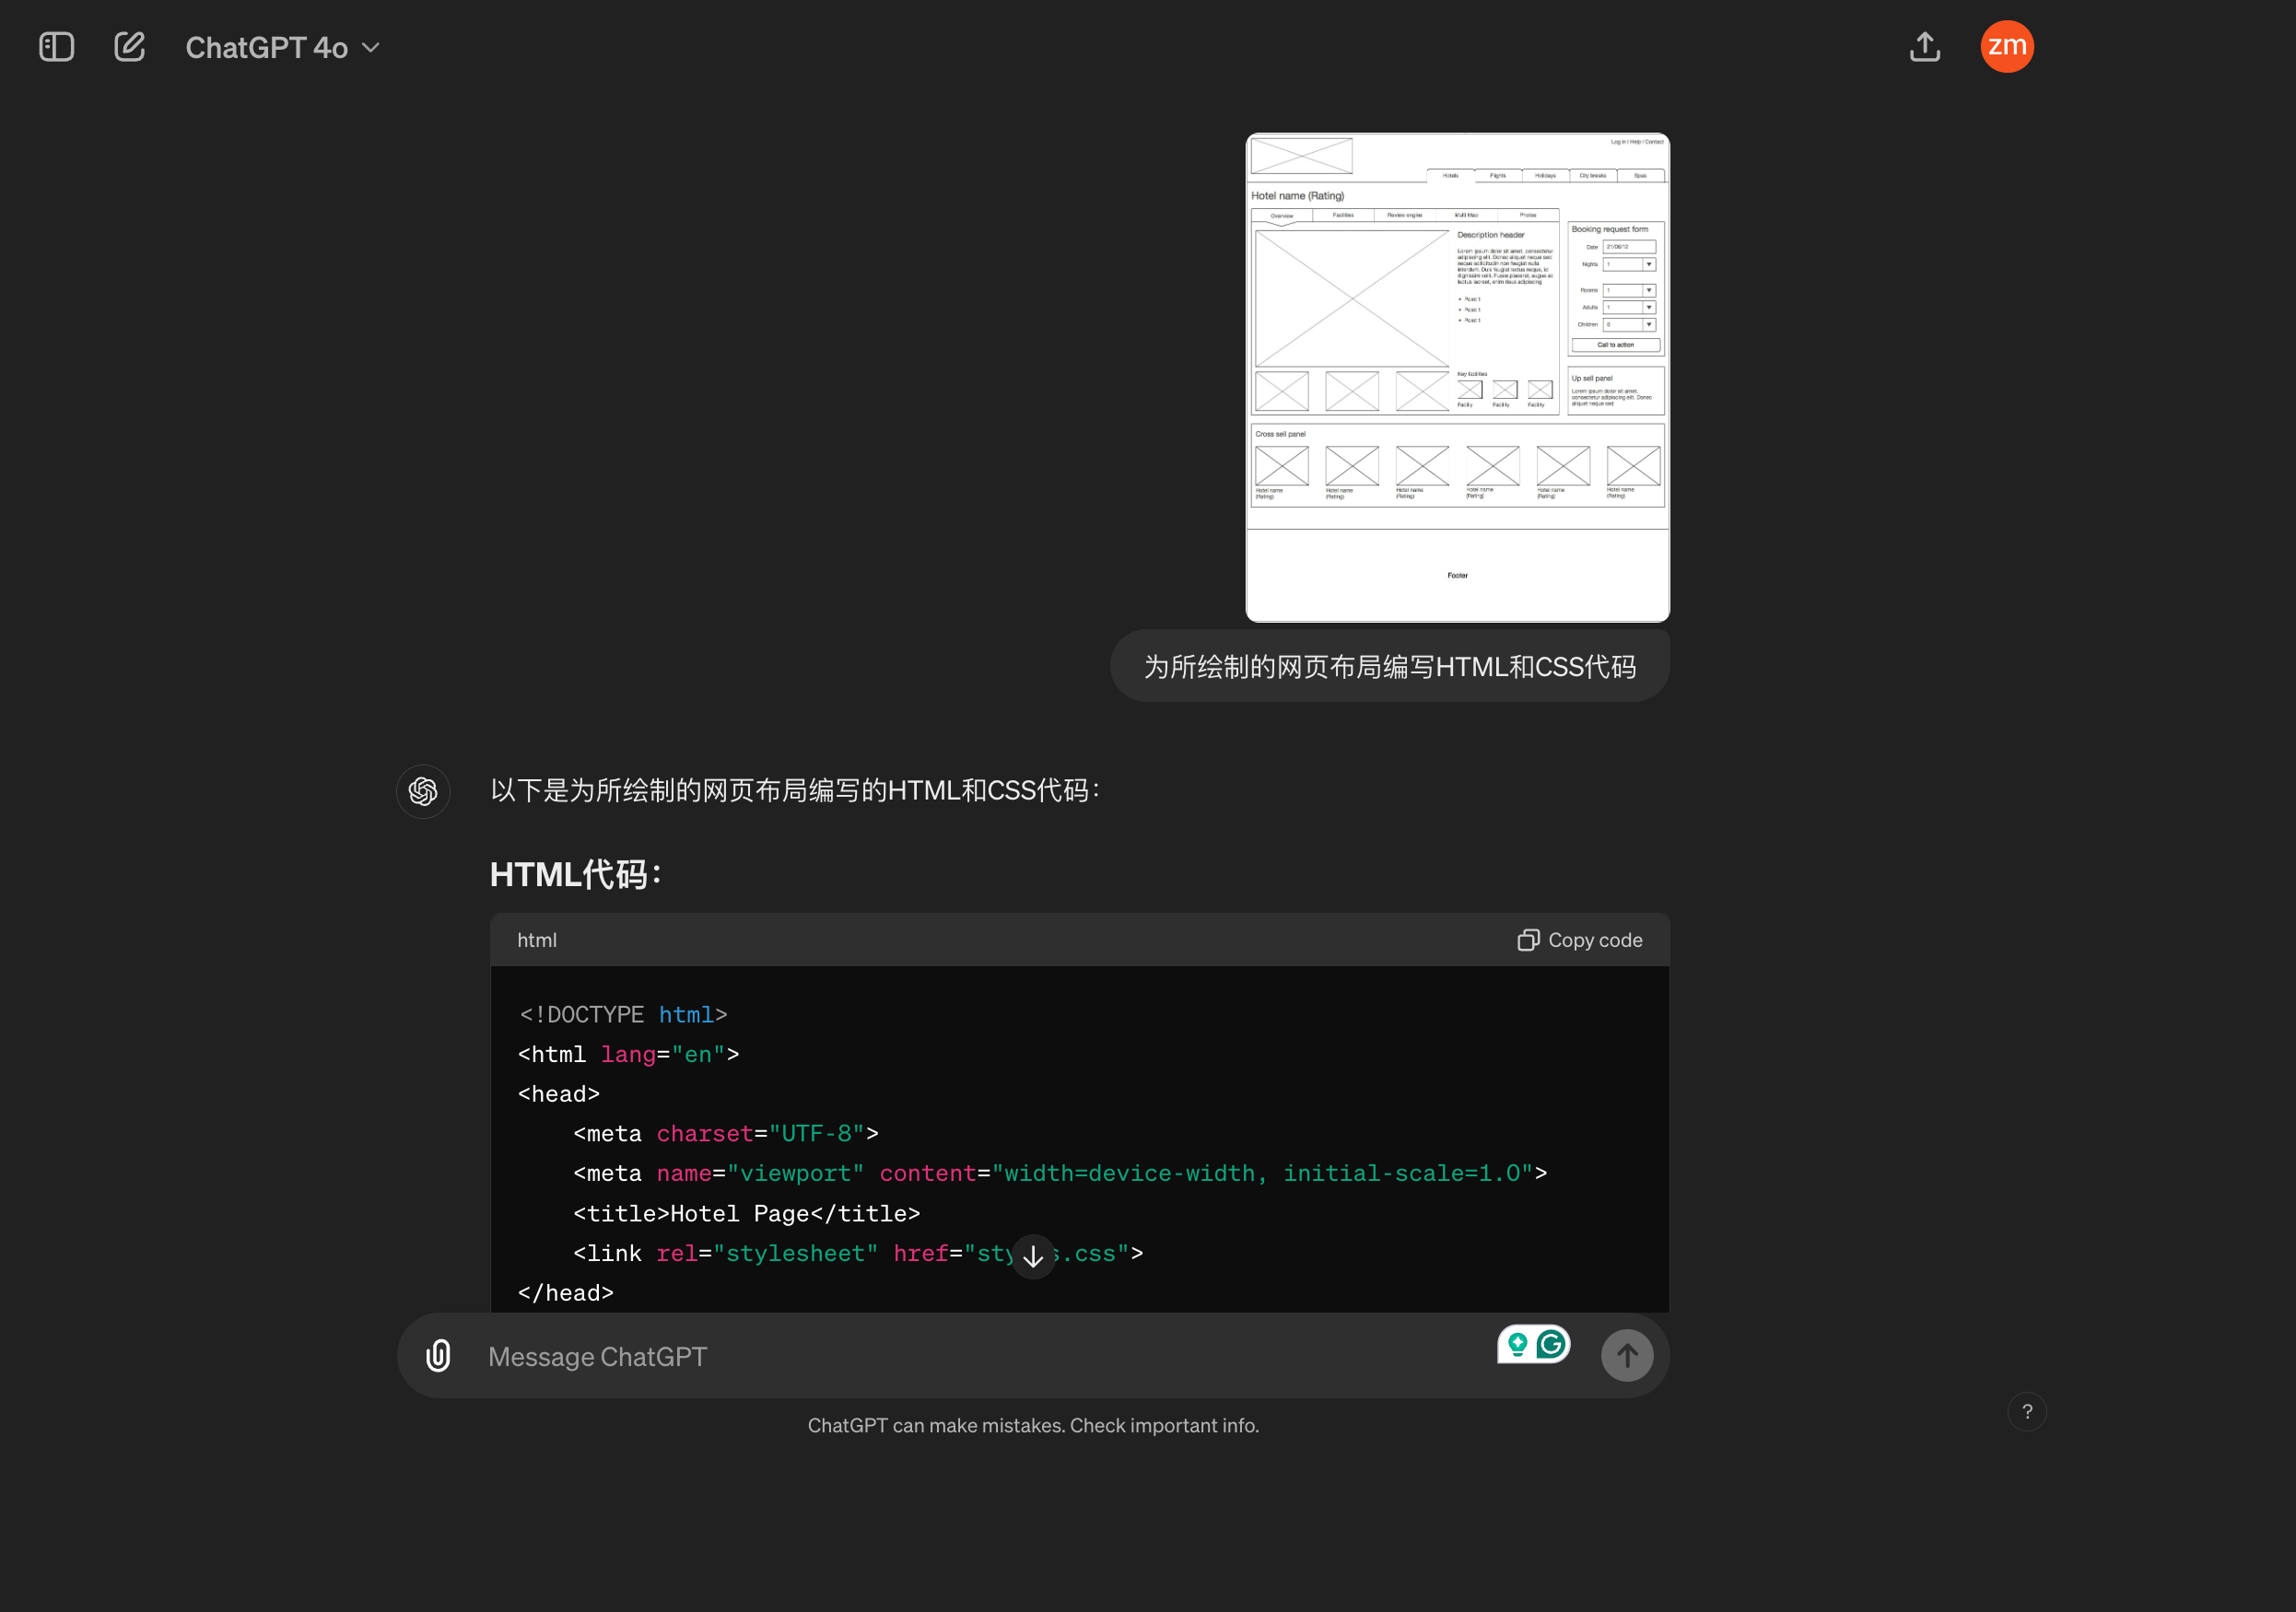 ChatGPT 4o
zm
Log in | Help | Contact
Hotels Flights Holidays City breaks Spas
Hotel name (Rating)
Overview Facilities Review engine Multi Map Photos
Description header
Lorem ipsum dolor sit amet, consectetur
adipiscing elit. Donec aliquet neque sed
neque sollicitudin non feugiat nulla
interdum. Duis feugiat lectus neque, id
dignissim velit. Fusce placerat, augue ac
luctus laoreet, enim risus adipiscing
• Point 1
• Point 1
• Point 1
Key facilities
Facility Facility Facility
Booking request form
Date 21/06/12
Nights 1
Rooms 1
Adults 1
Children 0
Call to action
Up sell panel
Lorem ipsum dolor sit amet,
consectetur adipiscing elit. Donec
aliquet neque sed
Cross sell panel
Hotel name Hotel name Hotel name Hotel name Hotel name Hotel name
(Rating) (Rating) (Rating) (Rating) (Rating) (Rating)
Footer
为所绘制的网页布局编写HTML和CSS代码
以下是为所绘制的网页布局编写的HTML和CSS代码：
HTML代码：
html
Copy code
<!DOCTYPE html>
<html lang="en">
<head>
<meta charset="UTF-8">
<meta name="viewport" content="width=device-width, initial-scale=1.0">
<title>Hotel Page</title>
<link rel="stylesheet" href="sty s.css">
</head>
Message ChatGPT
ChatGPT can make mistakes. Check important info.
?